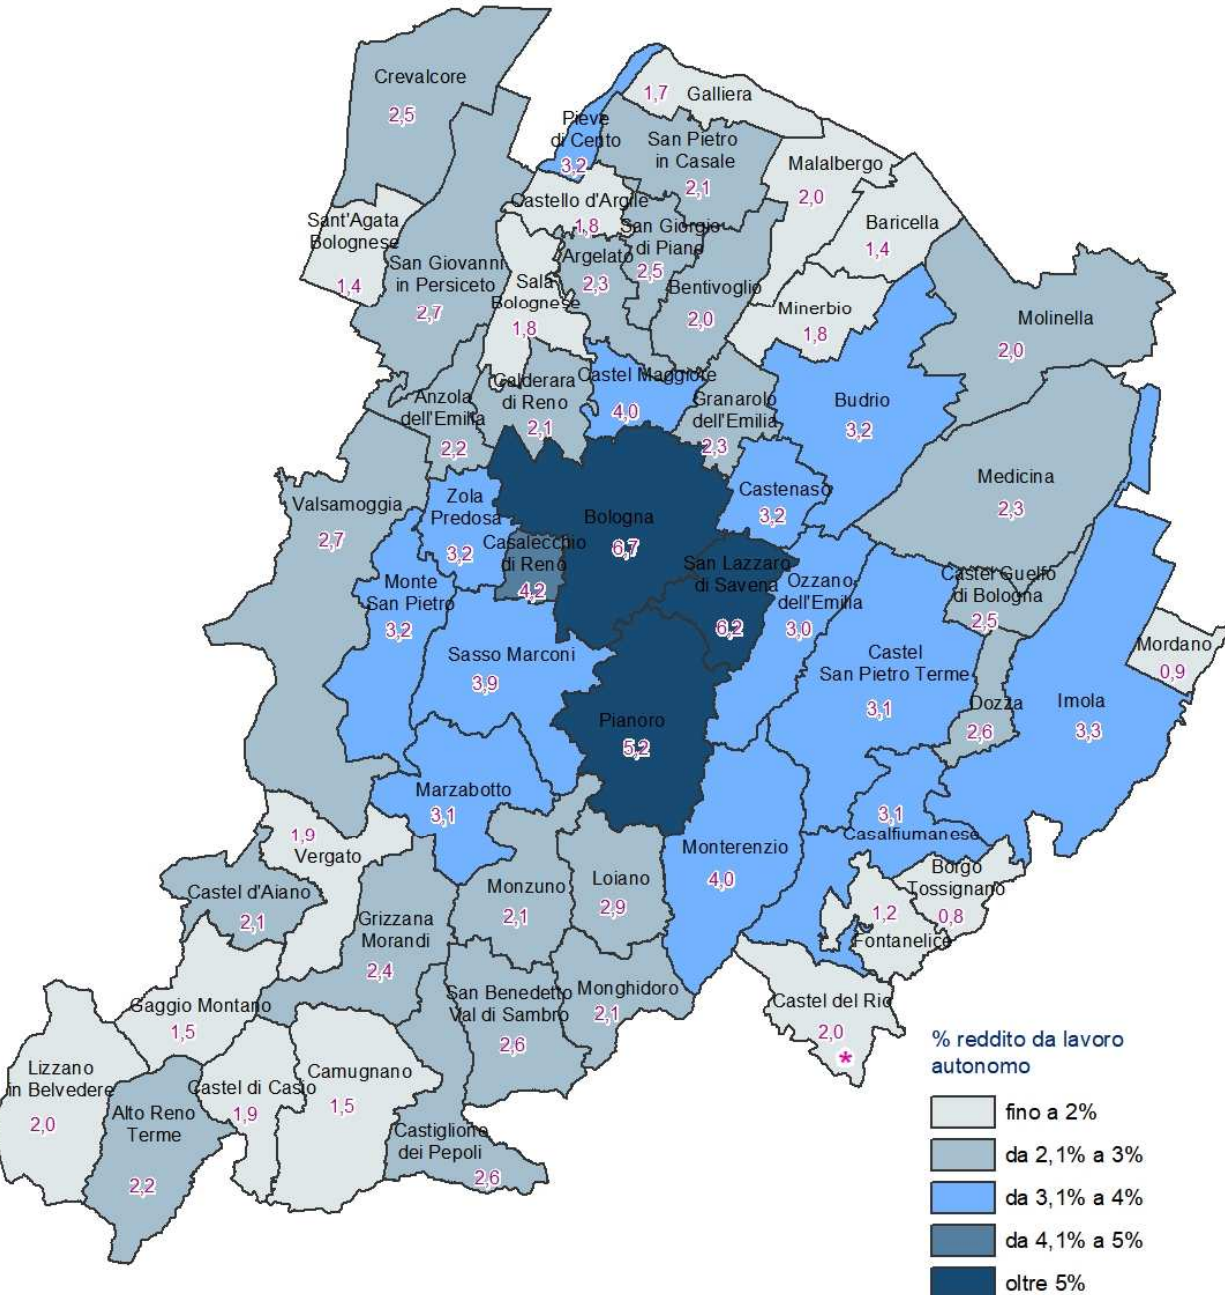 Crevalcore
2,5
1,7
Galliera
Pieve
di Cento
3,2
San Pietro
in Casale
2,1
Malalbergo
2,0
Castello d'Argile
1,8
Sant'Agata
Bolognese
1,4
Baricella
1,4
San Giorgio
di Piano
2,5
San Giovanni
in Persiceto
2,7
Argelato
2,3
Sala
Bolognese
1,8
Bentivoglio
2,0
Minerbio
1,8
Molinella
2,0
Calderara
di Reno
2,1
Castel Maggiore
4,0
Anzola
dell'Emilia
2,2
Granarolo
dell'Emilia
2,3
Budrio
3,2
Medicina
2,3
Valsamoggia
2,7
Zola
Predosa
3,2
Castenaso
3,2
Bologna
6,7
Casalecchio
di Reno
4,2
San Lazzaro
di Savena
6,2
Monte
San Pietro
3,2
Ozzano
dell'Emilia
3,0
Castel Guelfo
di Bologna
2,5
Mordano
0,9
Sasso Marconi
3,9
Castel
San Pietro Terme
3,1
Dozza
2,6
Imola
3,3
Pianoro
5,2
Marzabotto
3,1
3,1
Casalfiumanese
1,9
Vergato
Monterenzio
4,0
Borgo
Tossignano
0,8
Castel d'Aiano
2,1
Monzuno
2,1
Loiano
2,9
1,2
Fontanelice
Grizzana
Morandi
2,4
Gaggio Montano
1,5
San Benedetto
Val di Sambro
2,6
Monghidoro
2,1
Castel del Rio
2,0
*
Lizzano
in Belvedere
2,0
Castel di Casio
1,9
Camugnano
1,5
Alto Reno
Terme
2,2
Castiglione
dei Pepoli
2,6
% reddito da lavoro
autonomo
fino a 2%
da 2,1% a 3%
da 3,1% a 4%
da 4,1% a 5%
oltre 5%